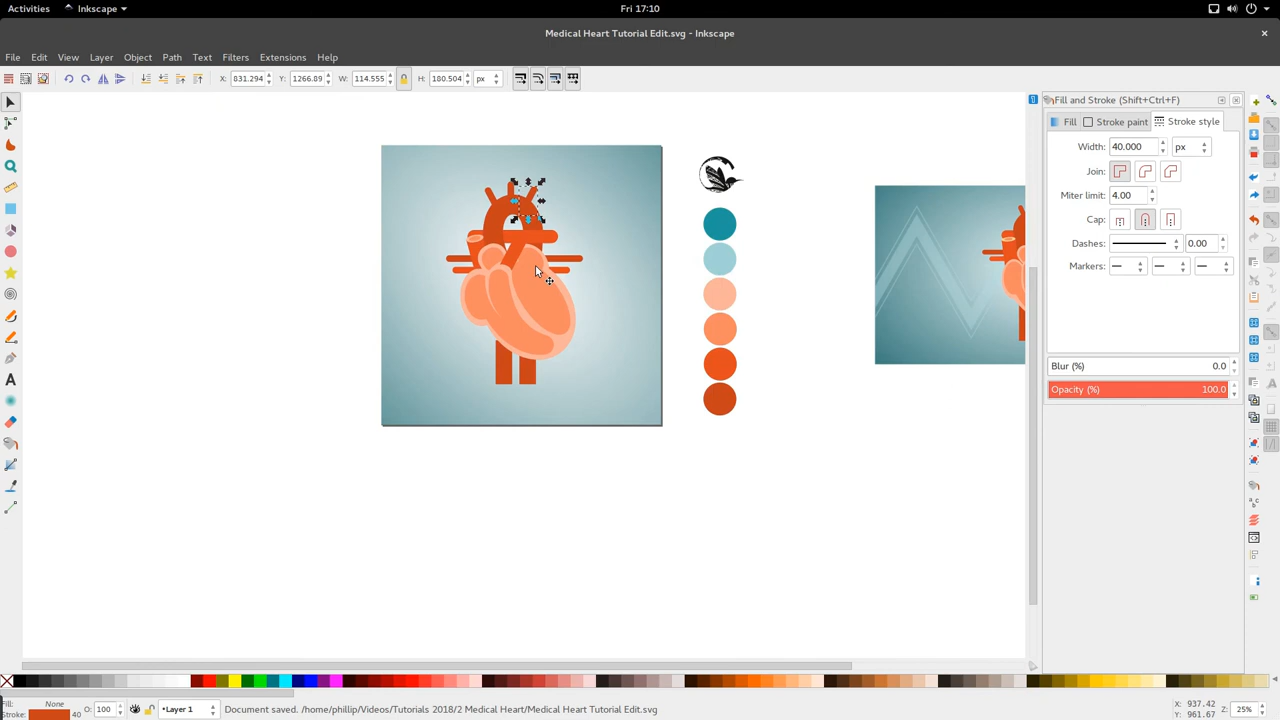 Activities Inkscape Fri 17:10
Medical Heart Tutorial Edit.svg - Inkscape
File Edit View Layer Object Path Text Filters Extensions Help
X: 831.294 Y: 1266.89 W: 114.555 H: 180.504 px
Fill and Stroke (Shift+Ctrl+F)
Fill Stroke paint Stroke style
Width: 40.000 px
Join:
Miter limit: 4.00
Cap:
Dashes: 0.00
Markers:
Blur (%) 0.0
Opacity (%) 100.0
Fill: None
Stroke: 40
O: 100
Layer 1
Document saved. /home/phillip/Videos/Tutorials 2018/2 Medical Heart/Medical Heart Tutorial Edit.svg
X: 937.42
Y: 961.67
Z: 25%